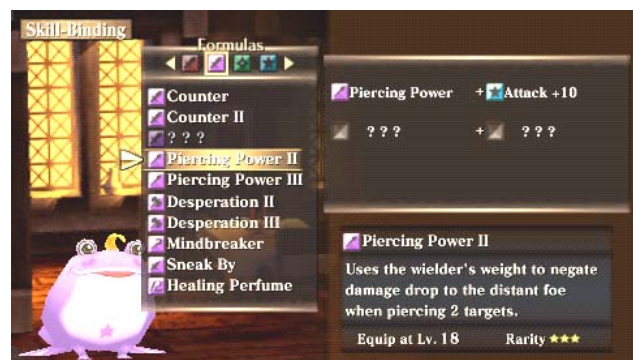 Skill-Binding
Formulas
Counter
Counter II
? ? ?
Piercing Power II
Piercing Power III
Desperation II
Desperation III
Mindbreaker
Sneak By
Healing Perfume
Piercing Power + Attack +10
? ? ? + ? ? ?
Piercing Power II
Uses the wielder's weight to negate
damage drop to the distant foe
when piercing 2 targets.
Equip at Lv. 18 Rarity ★★★